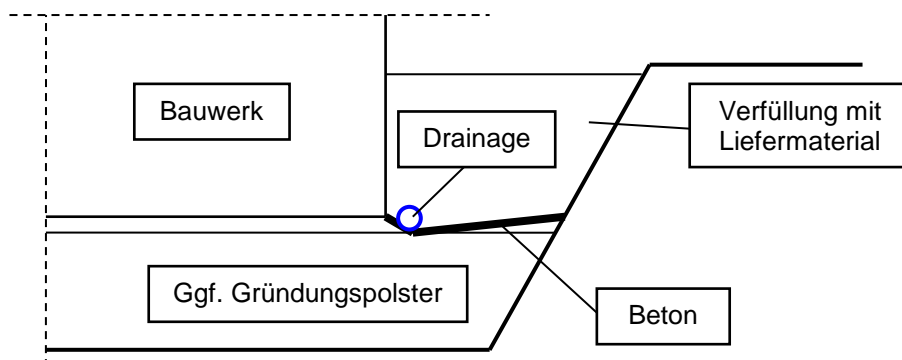 Bauwerk
Drainage
Verfüllung mit
Liefermaterial
Ggf. Gründungspolster
Beton